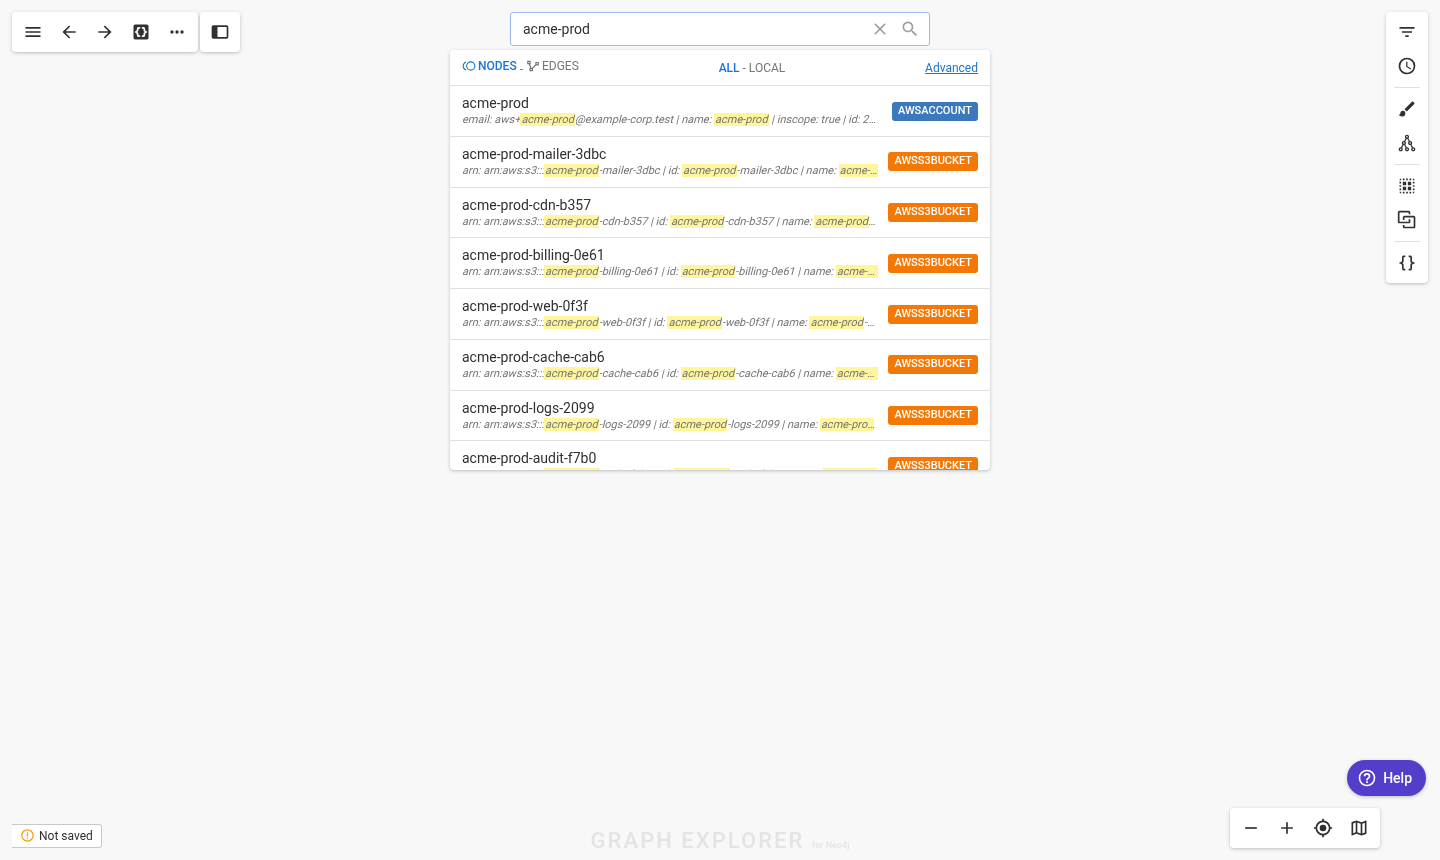 acme-prod
NODES - EDGES ALL - LOCAL Advanced
acme-prod
email: aws+acme-prod@example-corp.test | name: acme-prod | inscope: true | id: 2...
AWSACCOUNT
acme-prod-mailer-3dbc
arn: arn:aws:s3:::acme-prod-mailer-3dbc | id: acme-prod-mailer-3dbc | name: acme-...
AWSS3BUCKET
acme-prod-cdn-b357
arn: arn:aws:s3:::acme-prod-cdn-b357 | id: acme-prod-cdn-b357 | name: acme-prod...
AWSS3BUCKET
acme-prod-billing-0e61
arn: arn:aws:s3:::acme-prod-billing-0e61 | id: acme-prod-billing-0e61 | name: acme-...
AWSS3BUCKET
acme-prod-web-0f3f
arn: arn:aws:s3:::acme-prod-web-0f3f | id: acme-prod-web-0f3f | name: acme-prod-...
AWSS3BUCKET
acme-prod-cache-cab6
arn: arn:aws:s3:::acme-prod-cache-cab6 | id: acme-prod-cache-cab6 | name: acme-...
AWSS3BUCKET
acme-prod-logs-2099
arn: arn:aws:s3:::acme-prod-logs-2099 | id: acme-prod-logs-2099 | name: acme-pro...
AWSS3BUCKET
acme-prod-audit-f7b0
AWSS3BUCKET
Help
Not saved
GRAPH EXPLORER for Neo4j